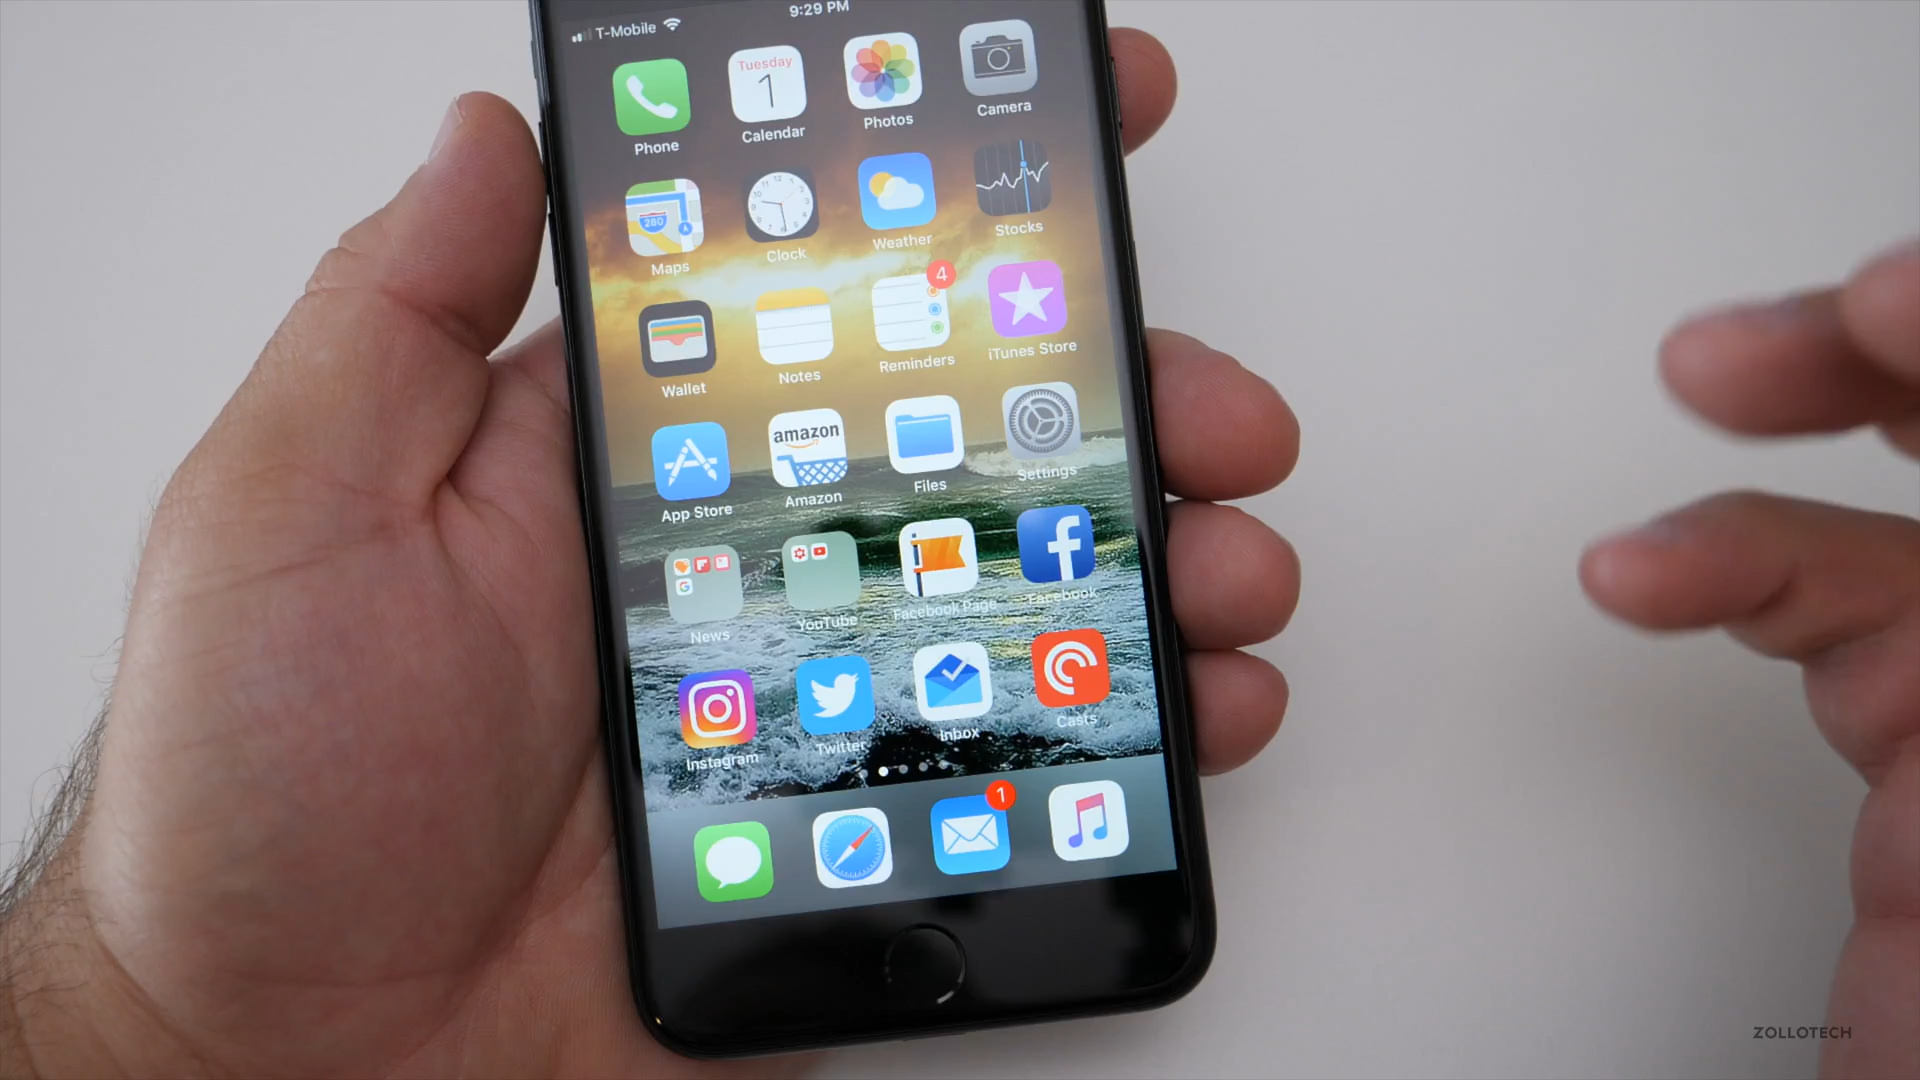 T-Mobile 9:29 PM
Tuesday
1
Phone Calendar Photos Camera
280
Maps Clock Weather Stocks
4
Wallet Notes Reminders iTunes Store
amazon
App Store Amazon Files Settings
News YouTube Facebook Page Facebook
Instagram Twitter Inbox Casts
1
ZOLLOTECH